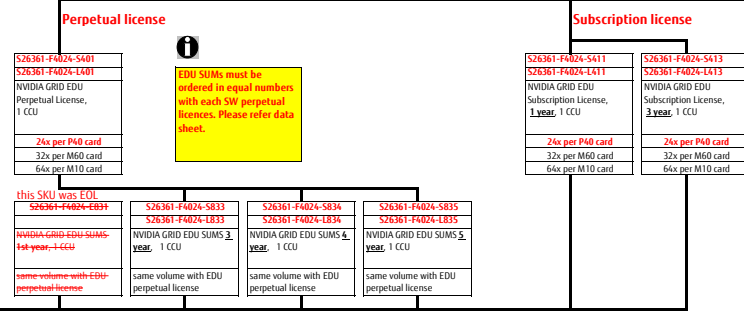 Perpetual license
Subscription license
S26361-F4024-S401
S26361-F4024-L401
NVIDIA GRID EDU
Perpetual License,
1 CCU
24x per P40 card
32x per M60 card
64x per M10 card
EDU SUMs must be
ordered in equal numbers
with each SW perpetual
licences. Please refer data
sheet.
S26361-F4024-S411
S26361-F4024-L411
NVIDIA GRID EDU
Subscription License,
1 year, 1 CCU
24x per P40 card
32x per M60 card
64x per M10 card
S26361-F4024-S413
S26361-F4024-L413
NVIDIA GRID EDU
Subscription License,
3 year, 1 CCU
24x per P40 card
32x per M60 card
64x per M10 card
this SKU was EOL
S26361-F4024-E831
NVIDIA GRID EDU SUMS
1st year, 1 CCU
same volume with EDU
perpetual license
S26361-F4024-S833
S26361-F4024-L833
NVIDIA GRID EDU SUMS 3
year, 1 CCU
same volume with EDU
perpetual license
S26361-F4024-S834
S26361-F4024-L834
NVIDIA GRID EDU SUMS 4
year, 1 CCU
same volume with EDU
perpetual license
S26361-F4024-S835
S26361-F4024-L835
NVIDIA GRID EDU SUMS 5
year, 1 CCU
same volume with EDU
perpetual license